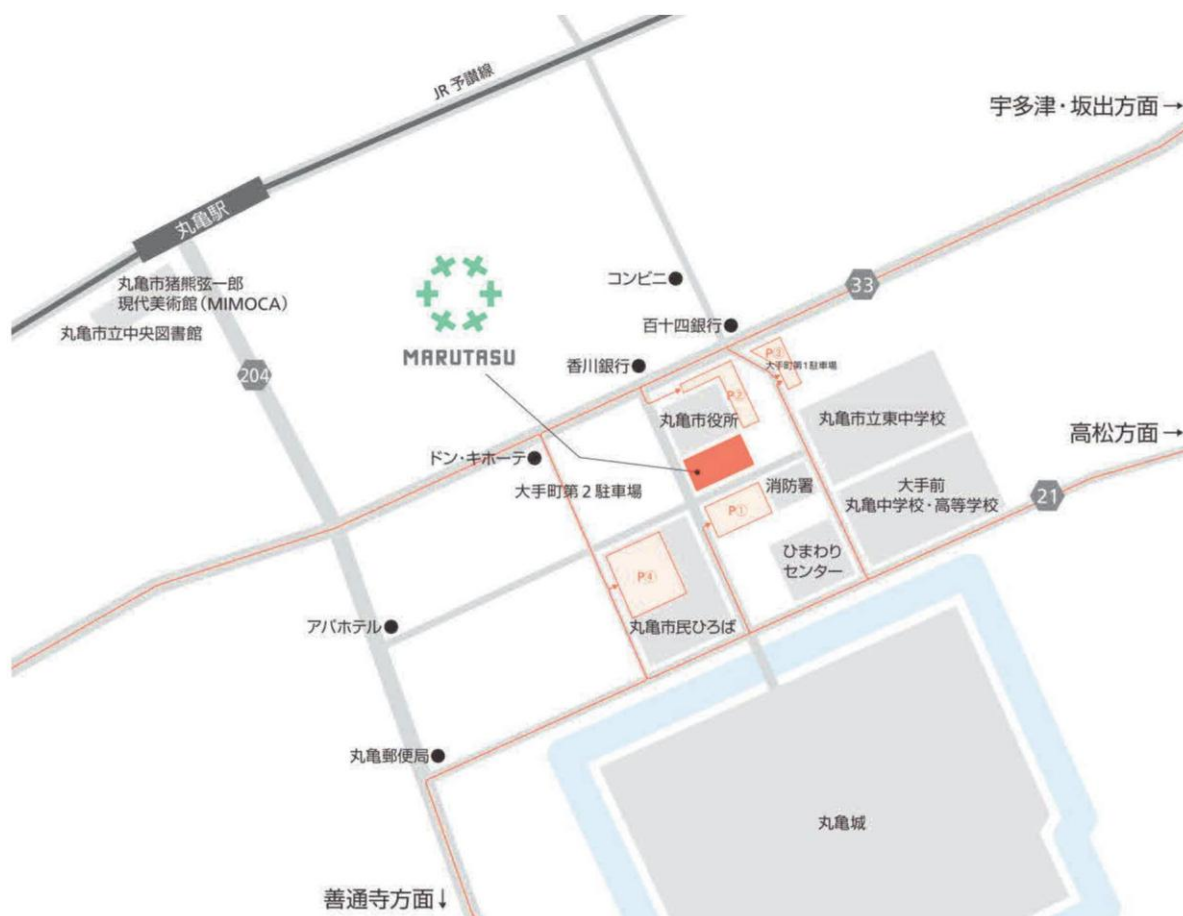 JR 予讃線
宇多津・坂出方面→
丸亀駅
丸亀市猪熊弦一郎
現代美術館(MIMOCA)
丸亀市立中央図書館
コンビニ
33
百十四銀行
MARUTASU
香川銀行
P③
大手町第1駐車場
204
P②
丸亀市役所
丸亀市立東中学校
高松方面→
ドン・キホーテ
大手町第2駐車場
消防署
大手前
丸亀中学校・高等学校
21
P①
ひまわり
センター
P④
アパホテル
丸亀市民ひろば
丸亀郵便局
丸亀城
善通寺方面↓